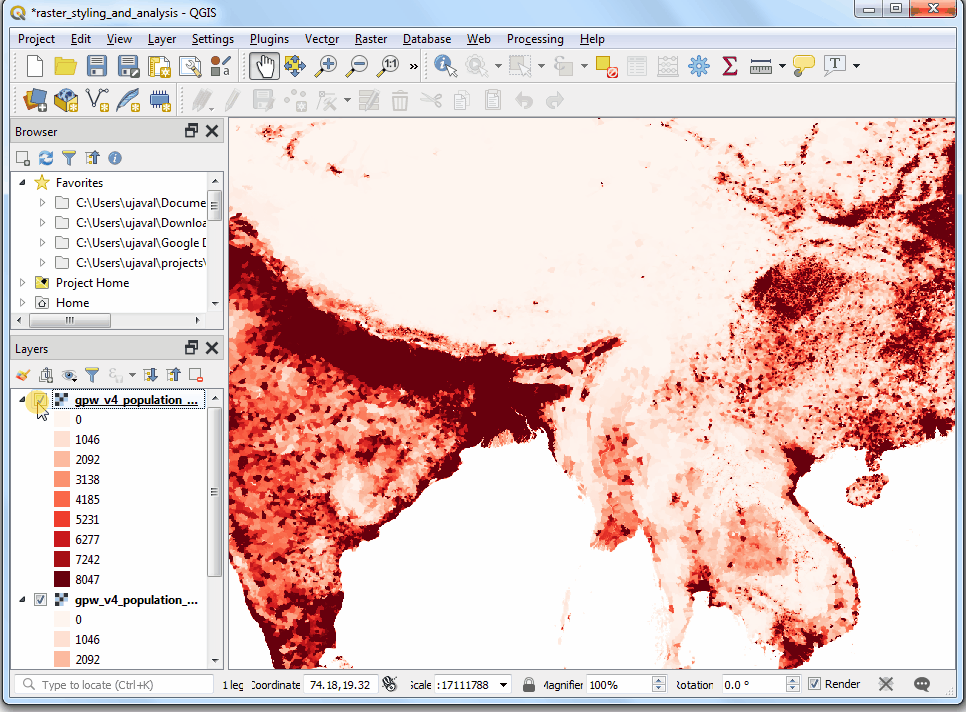 *raster_styling_and_analysis - QGIS
Project Edit View Layer Settings Plugins Vector Raster Database Web Processing Help
1:1
»
a
T
Browser
Favorites
C:\Users\ujaval\Docume
C:\Users\ujaval\Downloa
C:\Users\ujaval\Google D
C:\Users\ujaval\projects\
Project Home
Home
Layers
gpw_v4_population_...
0
1046
2092
3138
4185
5231
6277
7242
8047
gpw_v4_population_...
0
1046
2092
Type to locate (Ctrl+K) 1 leg Coordinate 74.18,19.32 Scale :17111788 Magnifier 100% Rotation 0.0 ° Render